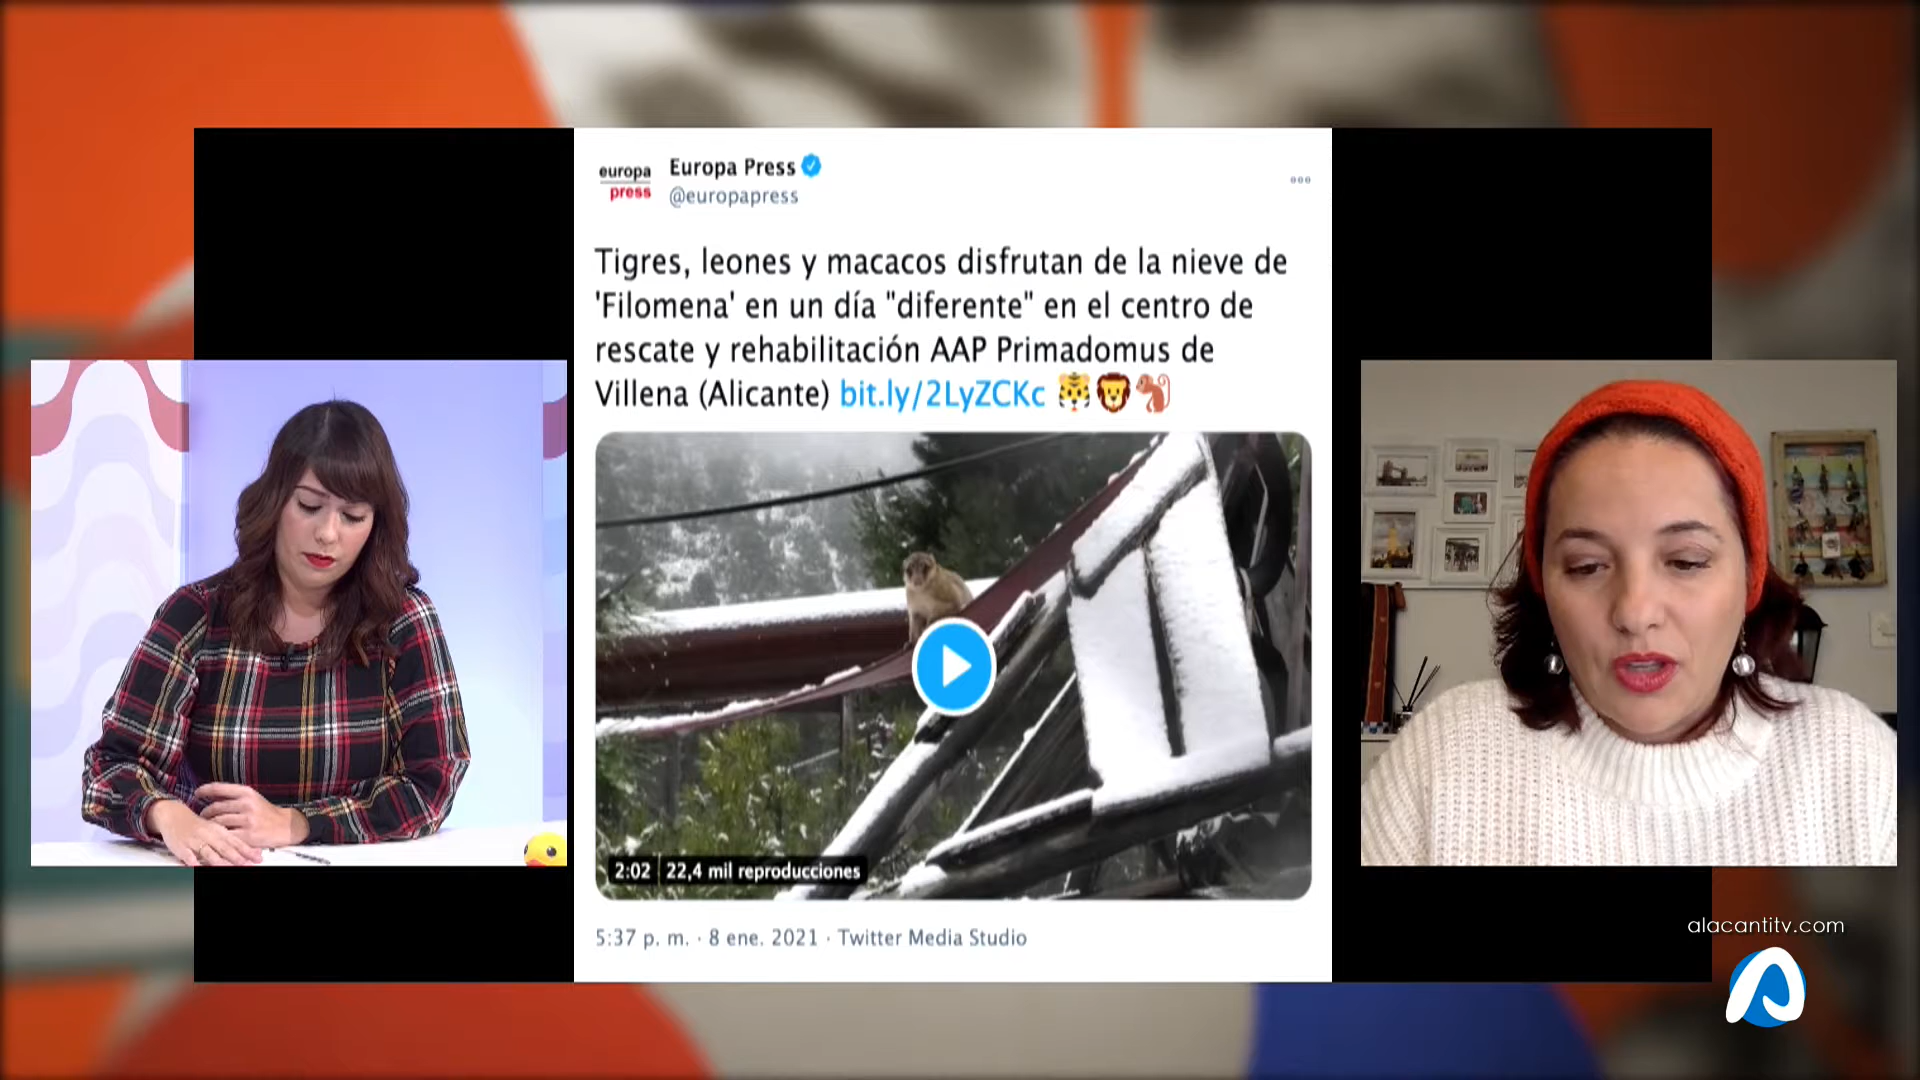 europa
press
Europa Press
@europapress
Tigres, leones y macacos disfrutan de la nieve de
'Filomena' en un día "diferente" en el centro de
rescate y rehabilitación AAP Primadomus de
Villena (Alicante) bit.ly/2LyZCKc 🐯🦁🐒
2:02 22,4 mil reproducciones
5:37 p. m. · 8 ene. 2021 · Twitter Media Studio
alacantitv.com